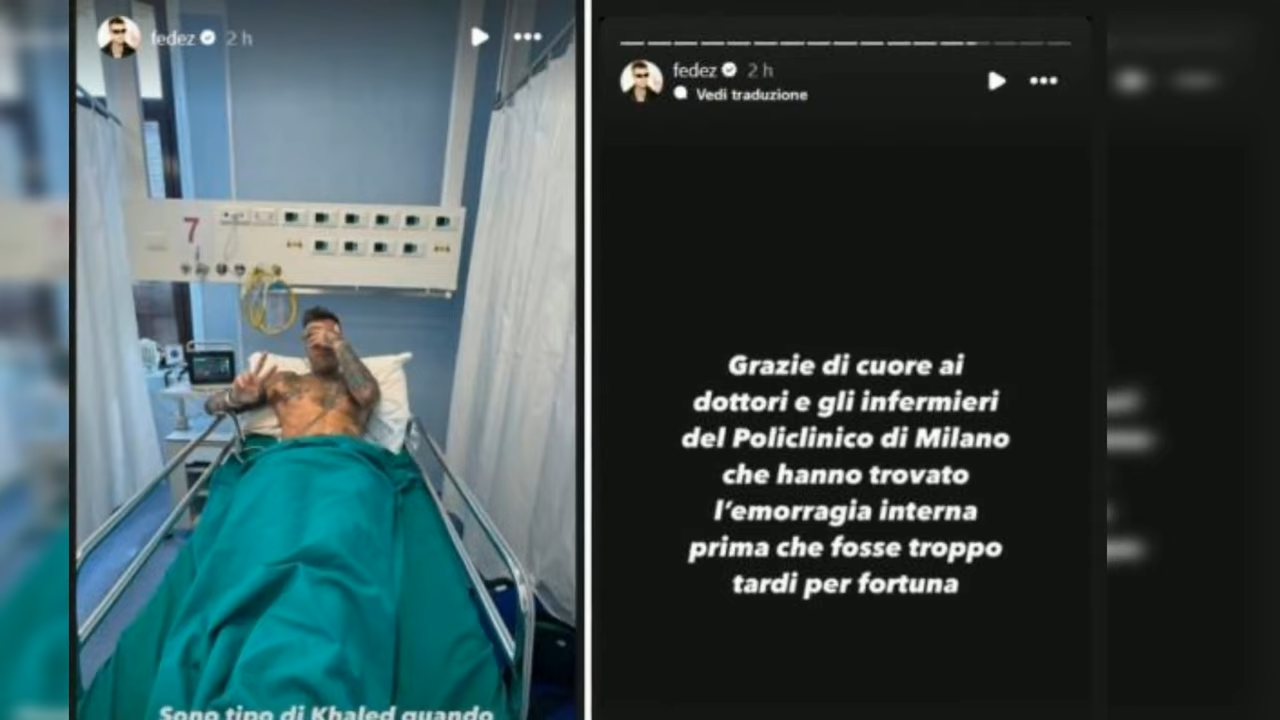 fedez 2 h
7
Sono tipo di Khaled quando
fedez 2 h
Vedi traduzione
Grazie di cuore ai
dottori e gli infermieri
del Policlinico di Milano
che hanno trovato
l'emorragia interna
prima che fosse troppo
tardi per fortuna